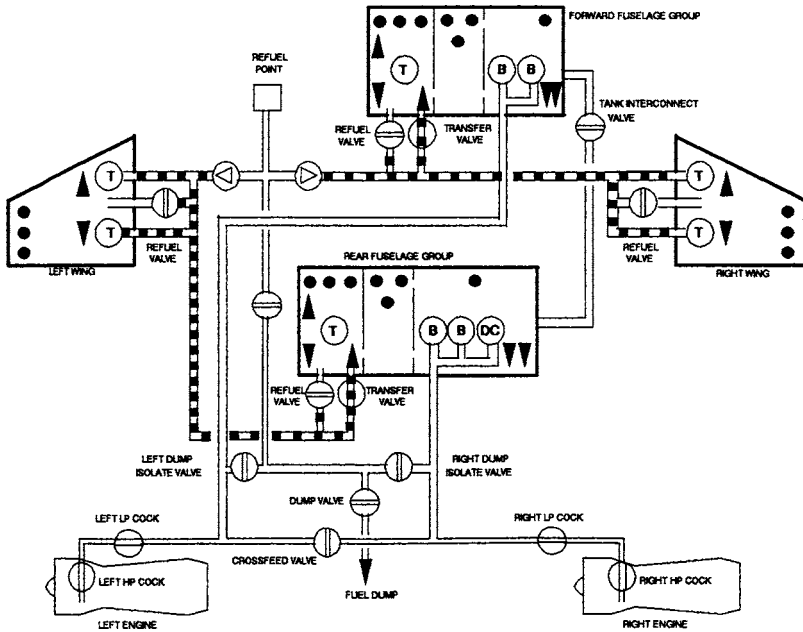 FORWARD FUSELAGE GROUP
REFUEL
POINT
T
B
B
TANK INTERCONNECT
VALVE
REFUEL
VALVE
TRANSFER
VALVE
T
T
T
T
REFUEL
VALVE
REFUEL
VALVE
LEFT WING
RIGHT WING
REAR FUSELAGE GROUP
T
B
B
DC
REFUEL
VALVE
TRANSFER
VALVE
LEFT DUMP
ISOLATE VALVE
RIGHT DUMP
ISOLATE VALVE
DUMP VALVE
LEFT LP COCK
RIGHT LP COCK
CROSSFEED VALVE
LEFT HP COCK
RIGHT HP COCK
FUEL DUMP
LEFT ENGINE
RIGHT ENGINE